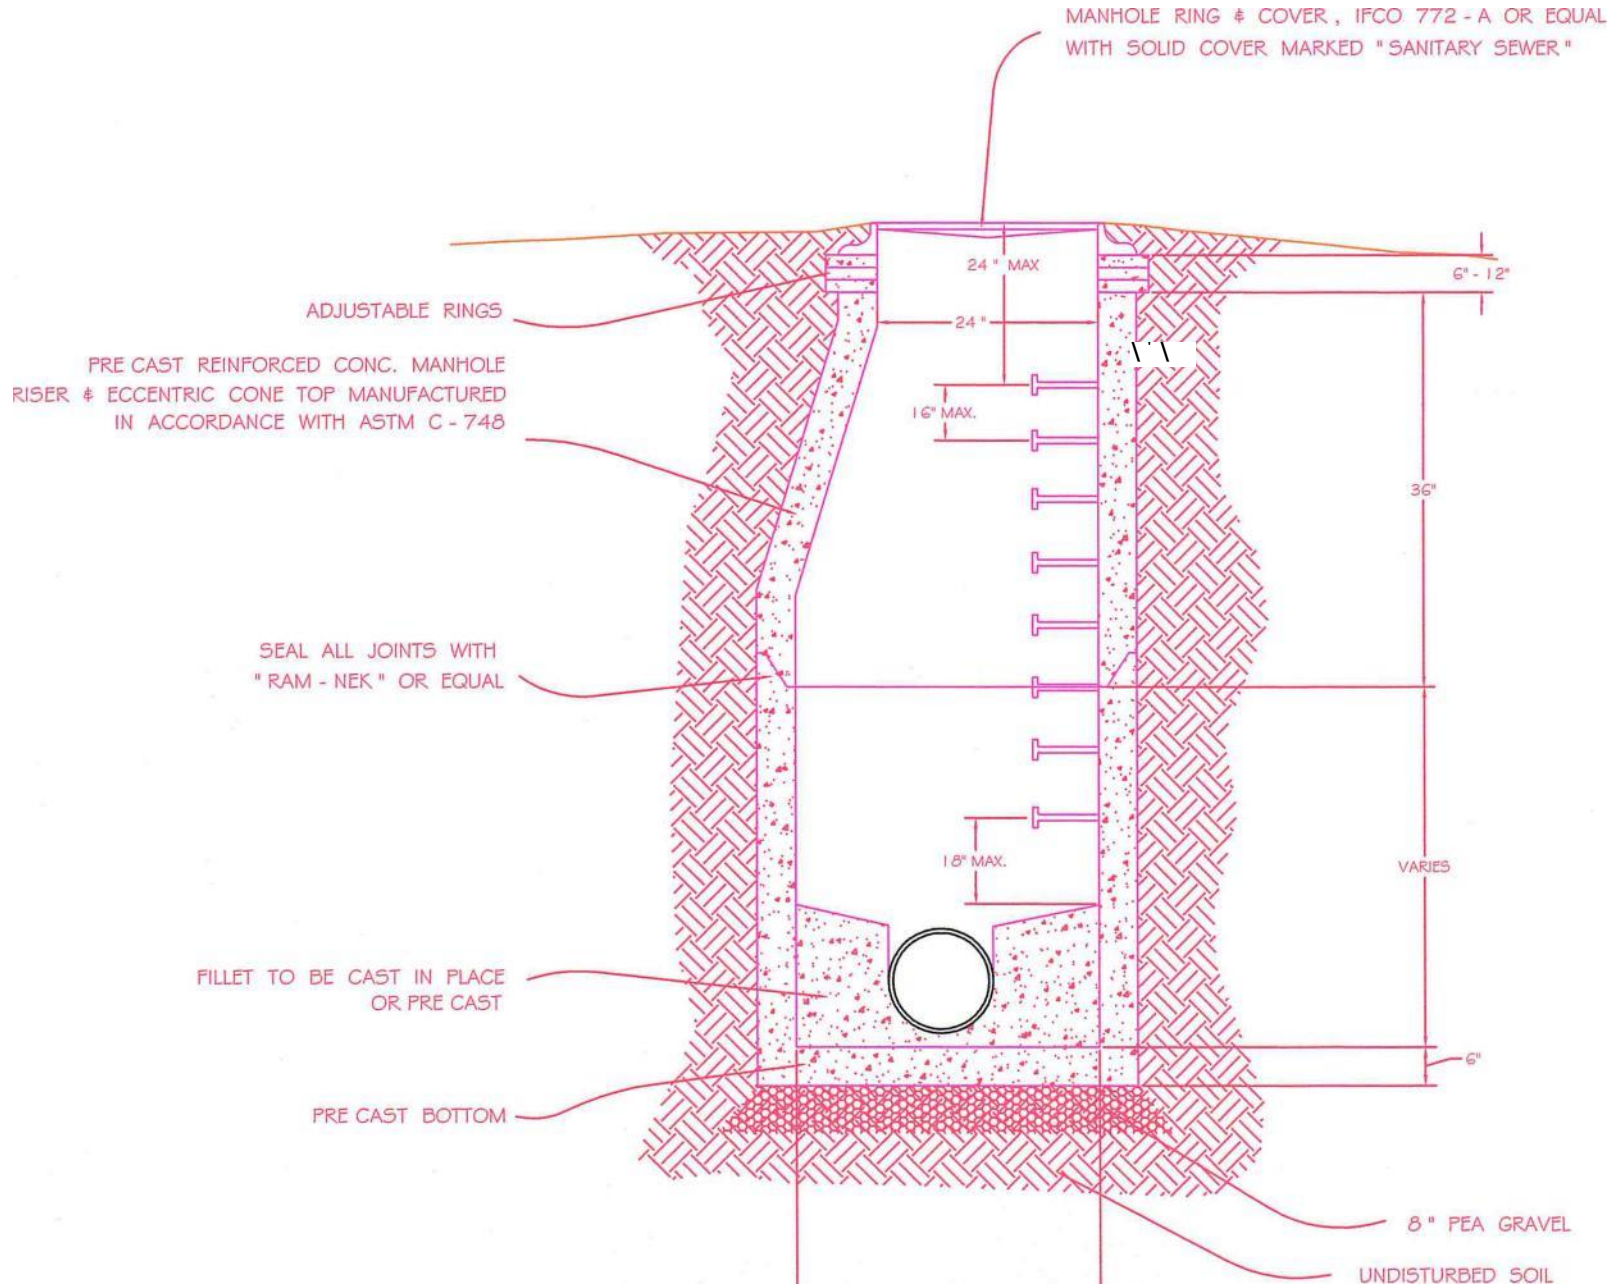 MANHOLE RING & COVER, IFCO 772 - A OR EQUAL
WITH SOLID COVER MARKED "SANITARY SEWER"
24" MAX
6" - 12"
ADJUSTABLE RINGS
24"
PRE CAST REINFORCED CONC. MANHOLE
RISER & ECCENTRIC CONE TOP MANUFACTURED
IN ACCORDANCE WITH ASTM C - 748
16" MAX.
36"
SEAL ALL JOINTS WITH
"RAM - NEK" OR EQUAL
18" MAX.
VARIES
FILLET TO BE CAST IN PLACE
OR PRE CAST
6"
PRE CAST BOTTOM
8" PEA GRAVEL
UNDISTURBED SOIL